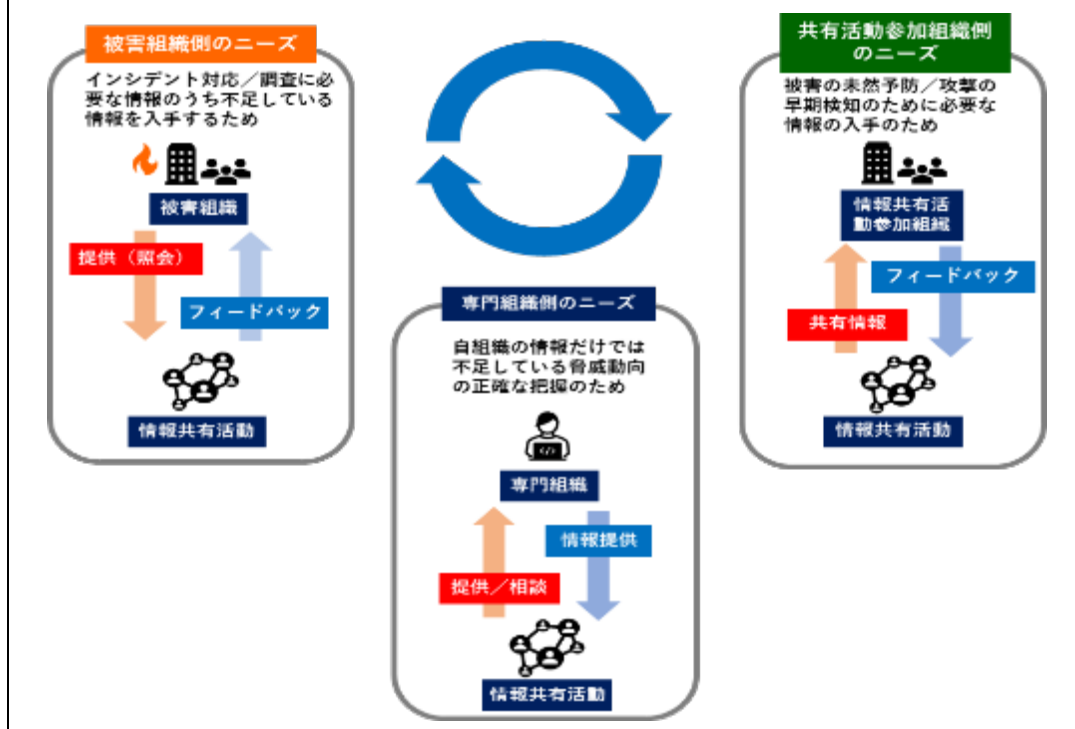 被害組織側のニーズ
インシデント対応／調査に必
要な情報のうち不足している
情報を入手するため
被害組織
提供（照会）
フィードバック
情報共有活動
専門組織側のニーズ
自組織の情報だけでは
不足している脅威動向
の正確な把握のため
専門組織
情報提供
提供／相談
情報共有活動
共有活動参加組織側
のニーズ
被害の未然予防／攻撃の
早期検知のために必要な
情報の入手のため
情報共有活
動参加組織
フィードバック
共有情報
情報共有活動